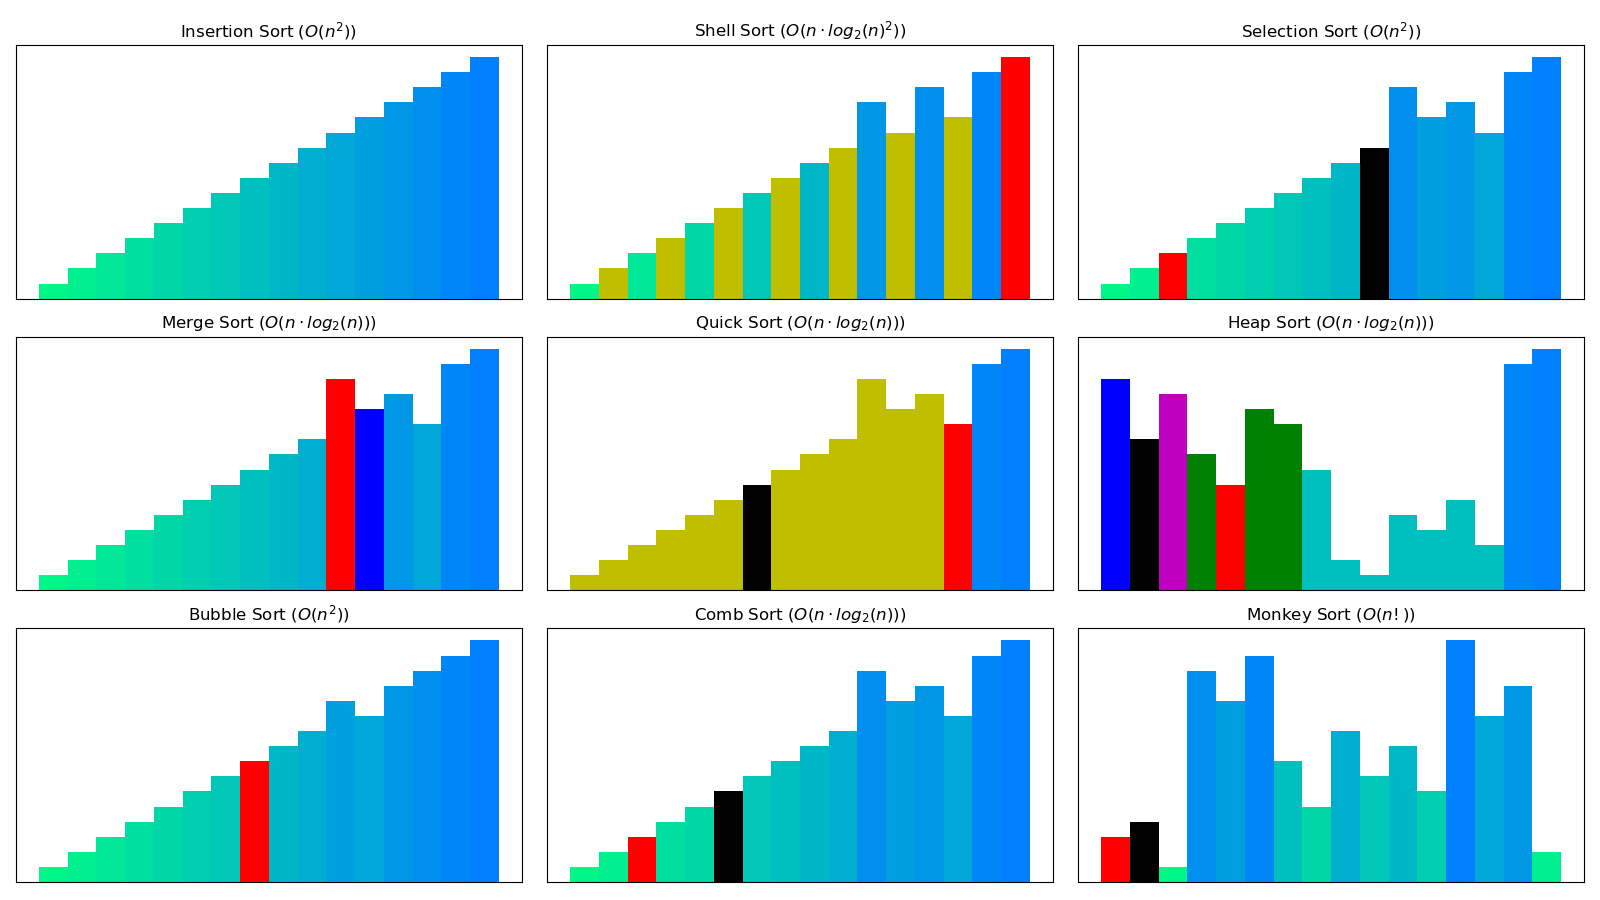 Insertion Sort (O(n²))
Shell Sort (O(n · log₂(n)²))
Selection Sort (O(n²))
Merge Sort (O(n · log₂(n)))
Quick Sort (O(n · log₂(n)))
Heap Sort (O(n · log₂(n)))
Bubble Sort (O(n²))
Comb Sort (O(n · log₂(n)))
Monkey Sort (O(n!))